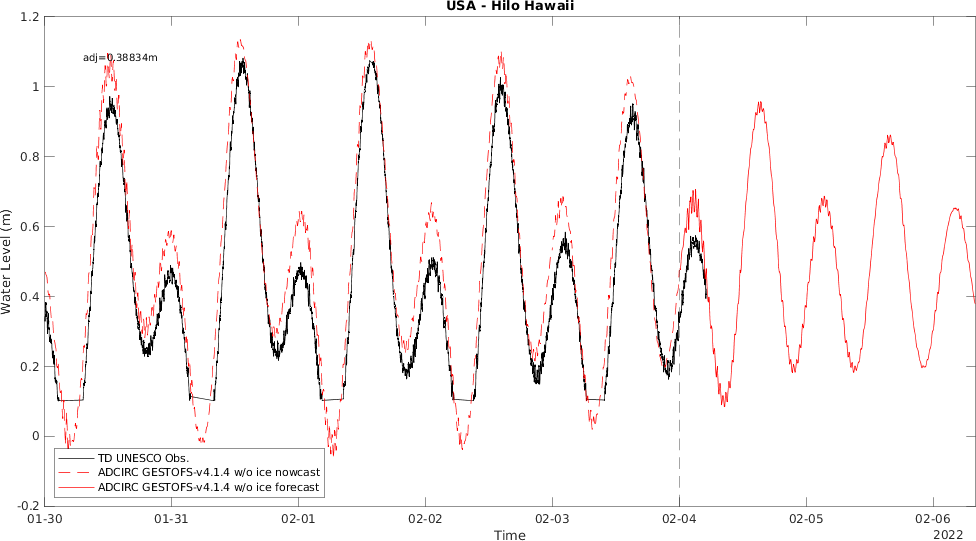 USA - Hilo Hawaii
1.2
adj=0.38834m
1
0.8
0.6
0.4
0.2
0
-0.2
Water Level (m)
TD UNESCO Obs.
ADCIRC GESTOFS-v4.1.4 w/o ice nowcast
ADCIRC GESTOFS-v4.1.4 w/o ice forecast
01-30 01-31 02-01 02-02 02-03 02-04 02-05 02-06
Time
2022